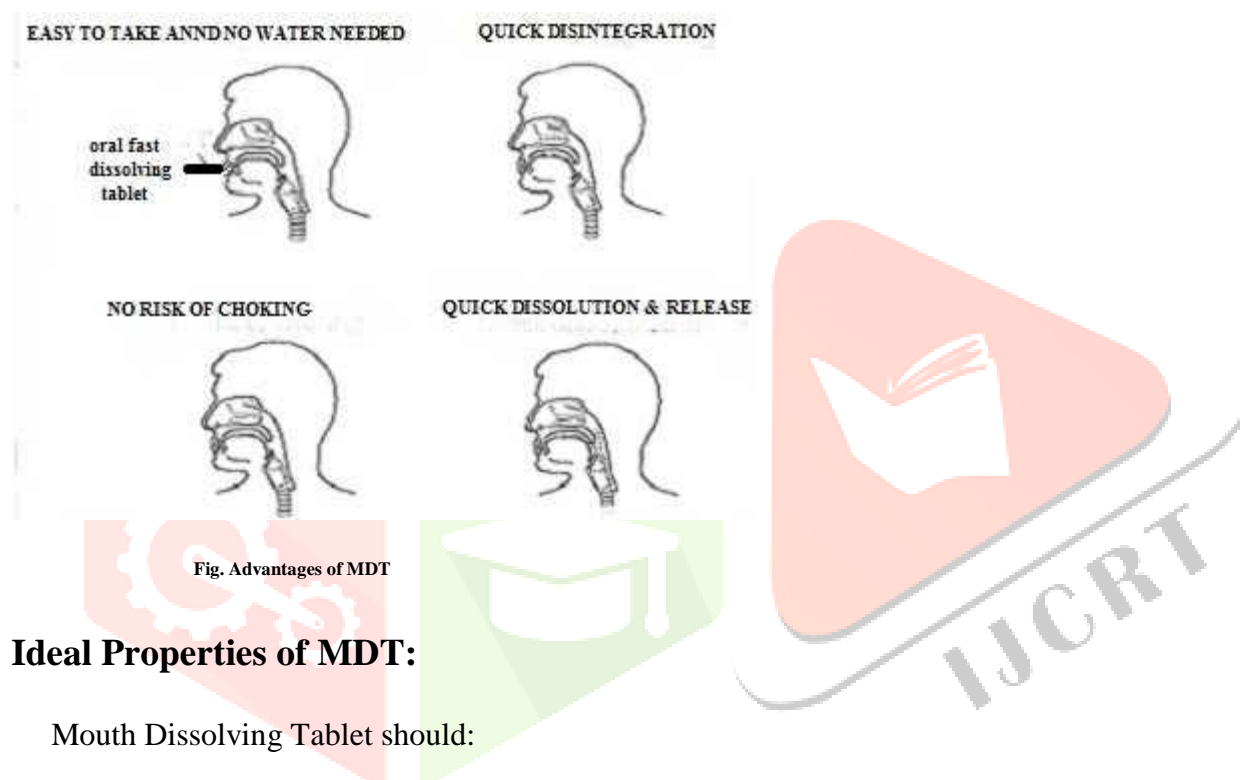 EASY TO TAKE ANND NO WATER NEEDED
QUICK DISINTEGRATION
oral fast
dissolving
tablet
NO RISK OF CHOKING
QUICK DISSOLUTION & RELEASE
Fig. Advantages of MDT
IJCRT
Ideal Properties of MDT:
Mouth Dissolving Tablet should: